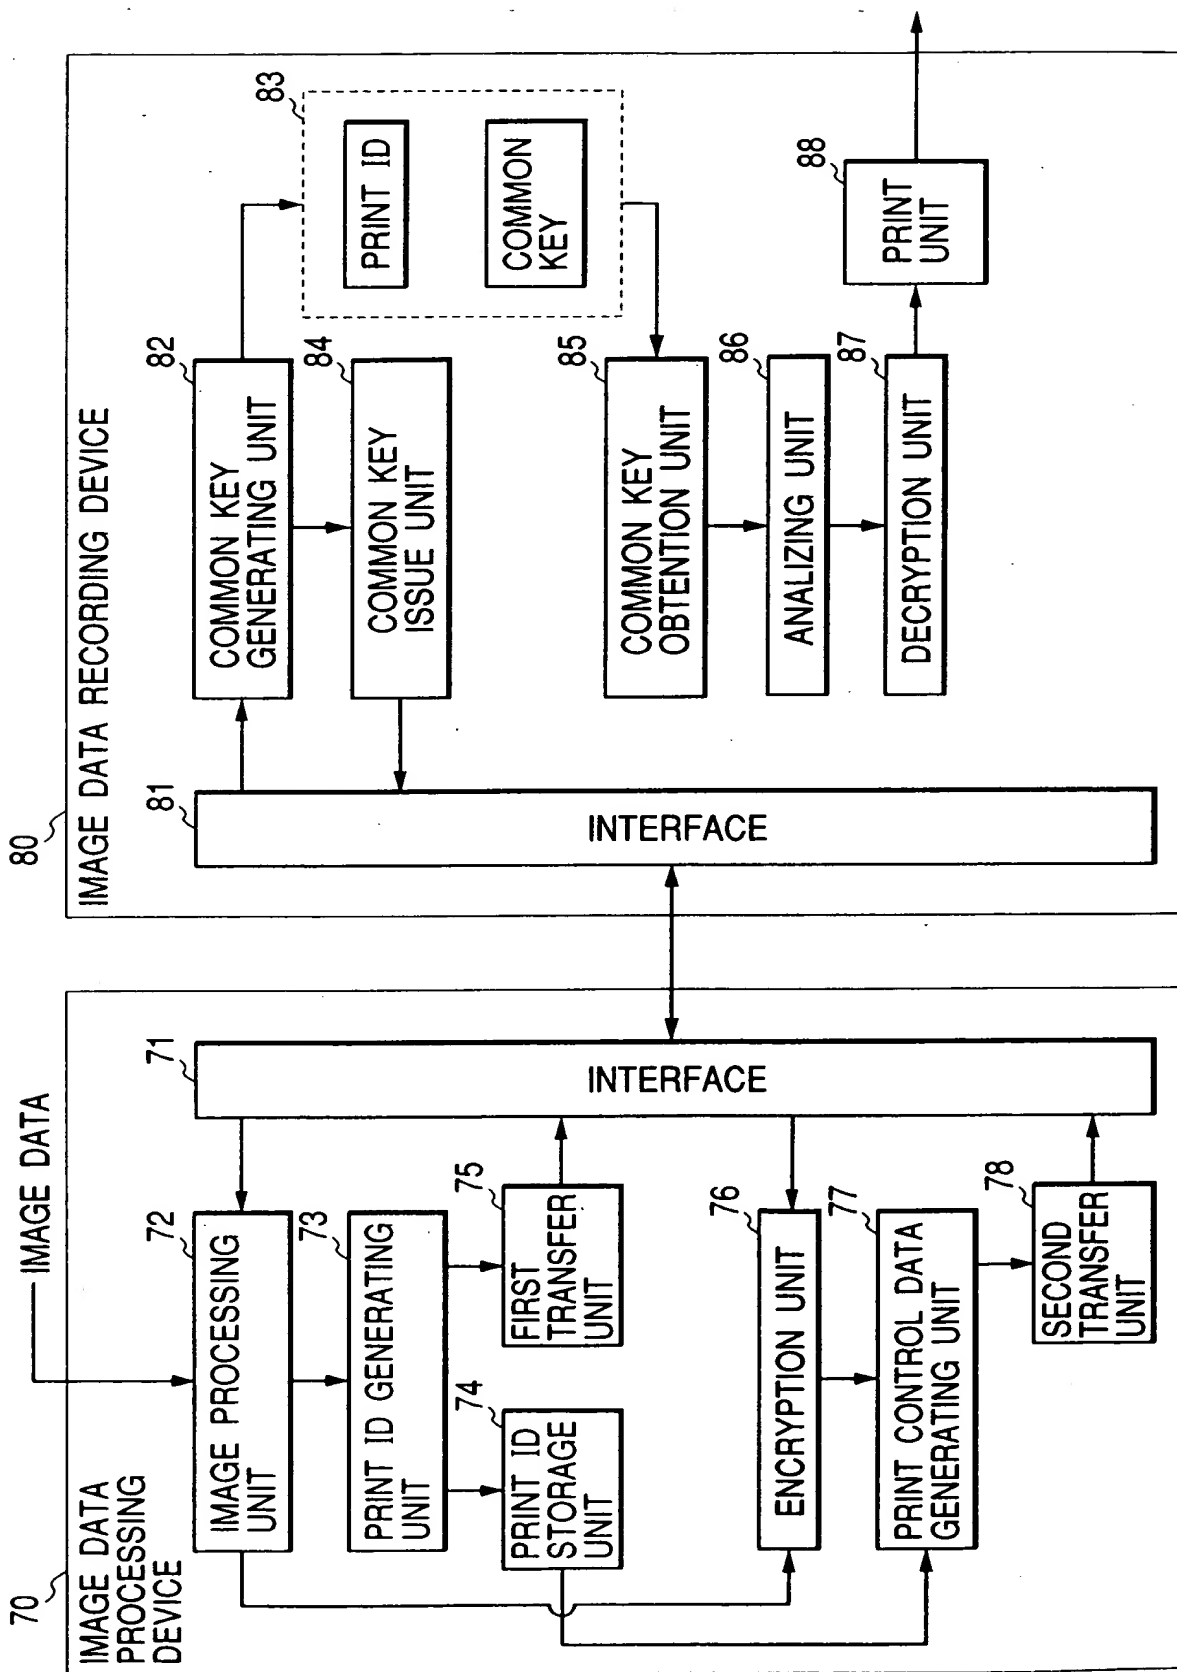 70
IMAGE DATA
PROCESSING
DEVICE
IMAGE DATA
72
IMAGE PROCESSING
UNIT
73
PRINT ID GENERATING
UNIT
74
PRINT ID
STORAGE
UNIT
75
FIRST
TRANSFER
UNIT
71
INTERFACE
76
ENCRYPTION UNIT
77
PRINT CONTROL DATA
GENERATING UNIT
78
SECOND
TRANSFER
UNIT
80
IMAGE DATA RECORDING DEVICE
81
INTERFACE
82
COMMON KEY
GENERATING UNIT
83
PRINT ID
COMMON
KEY
84
COMMON KEY
ISSUE UNIT
85
COMMON KEY
OBTENTION UNIT
86
ANALIZING UNIT
87
DECRYPTION UNIT
88
PRINT
UNIT